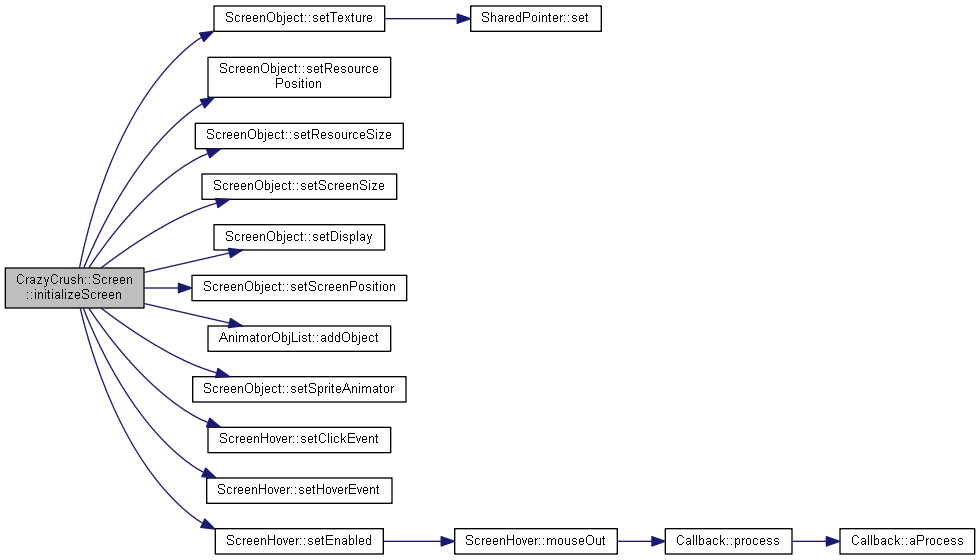 ScreenObject::setTexture
SharedPointer::set
ScreenObject::setResource
Position
ScreenObject::setResourceSize
ScreenObject::setScreenSize
ScreenObject::setDisplay
CrazyCrush::Screen
::initializeScreen
ScreenObject::setScreenPosition
AnimatorObjList::addObject
ScreenObject::setSpriteAnimator
ScreenHover::setClickEvent
ScreenHover::setHoverEvent
ScreenHover::setEnabled
ScreenHover::mouseOut
Callback::process
Callback::aProcess